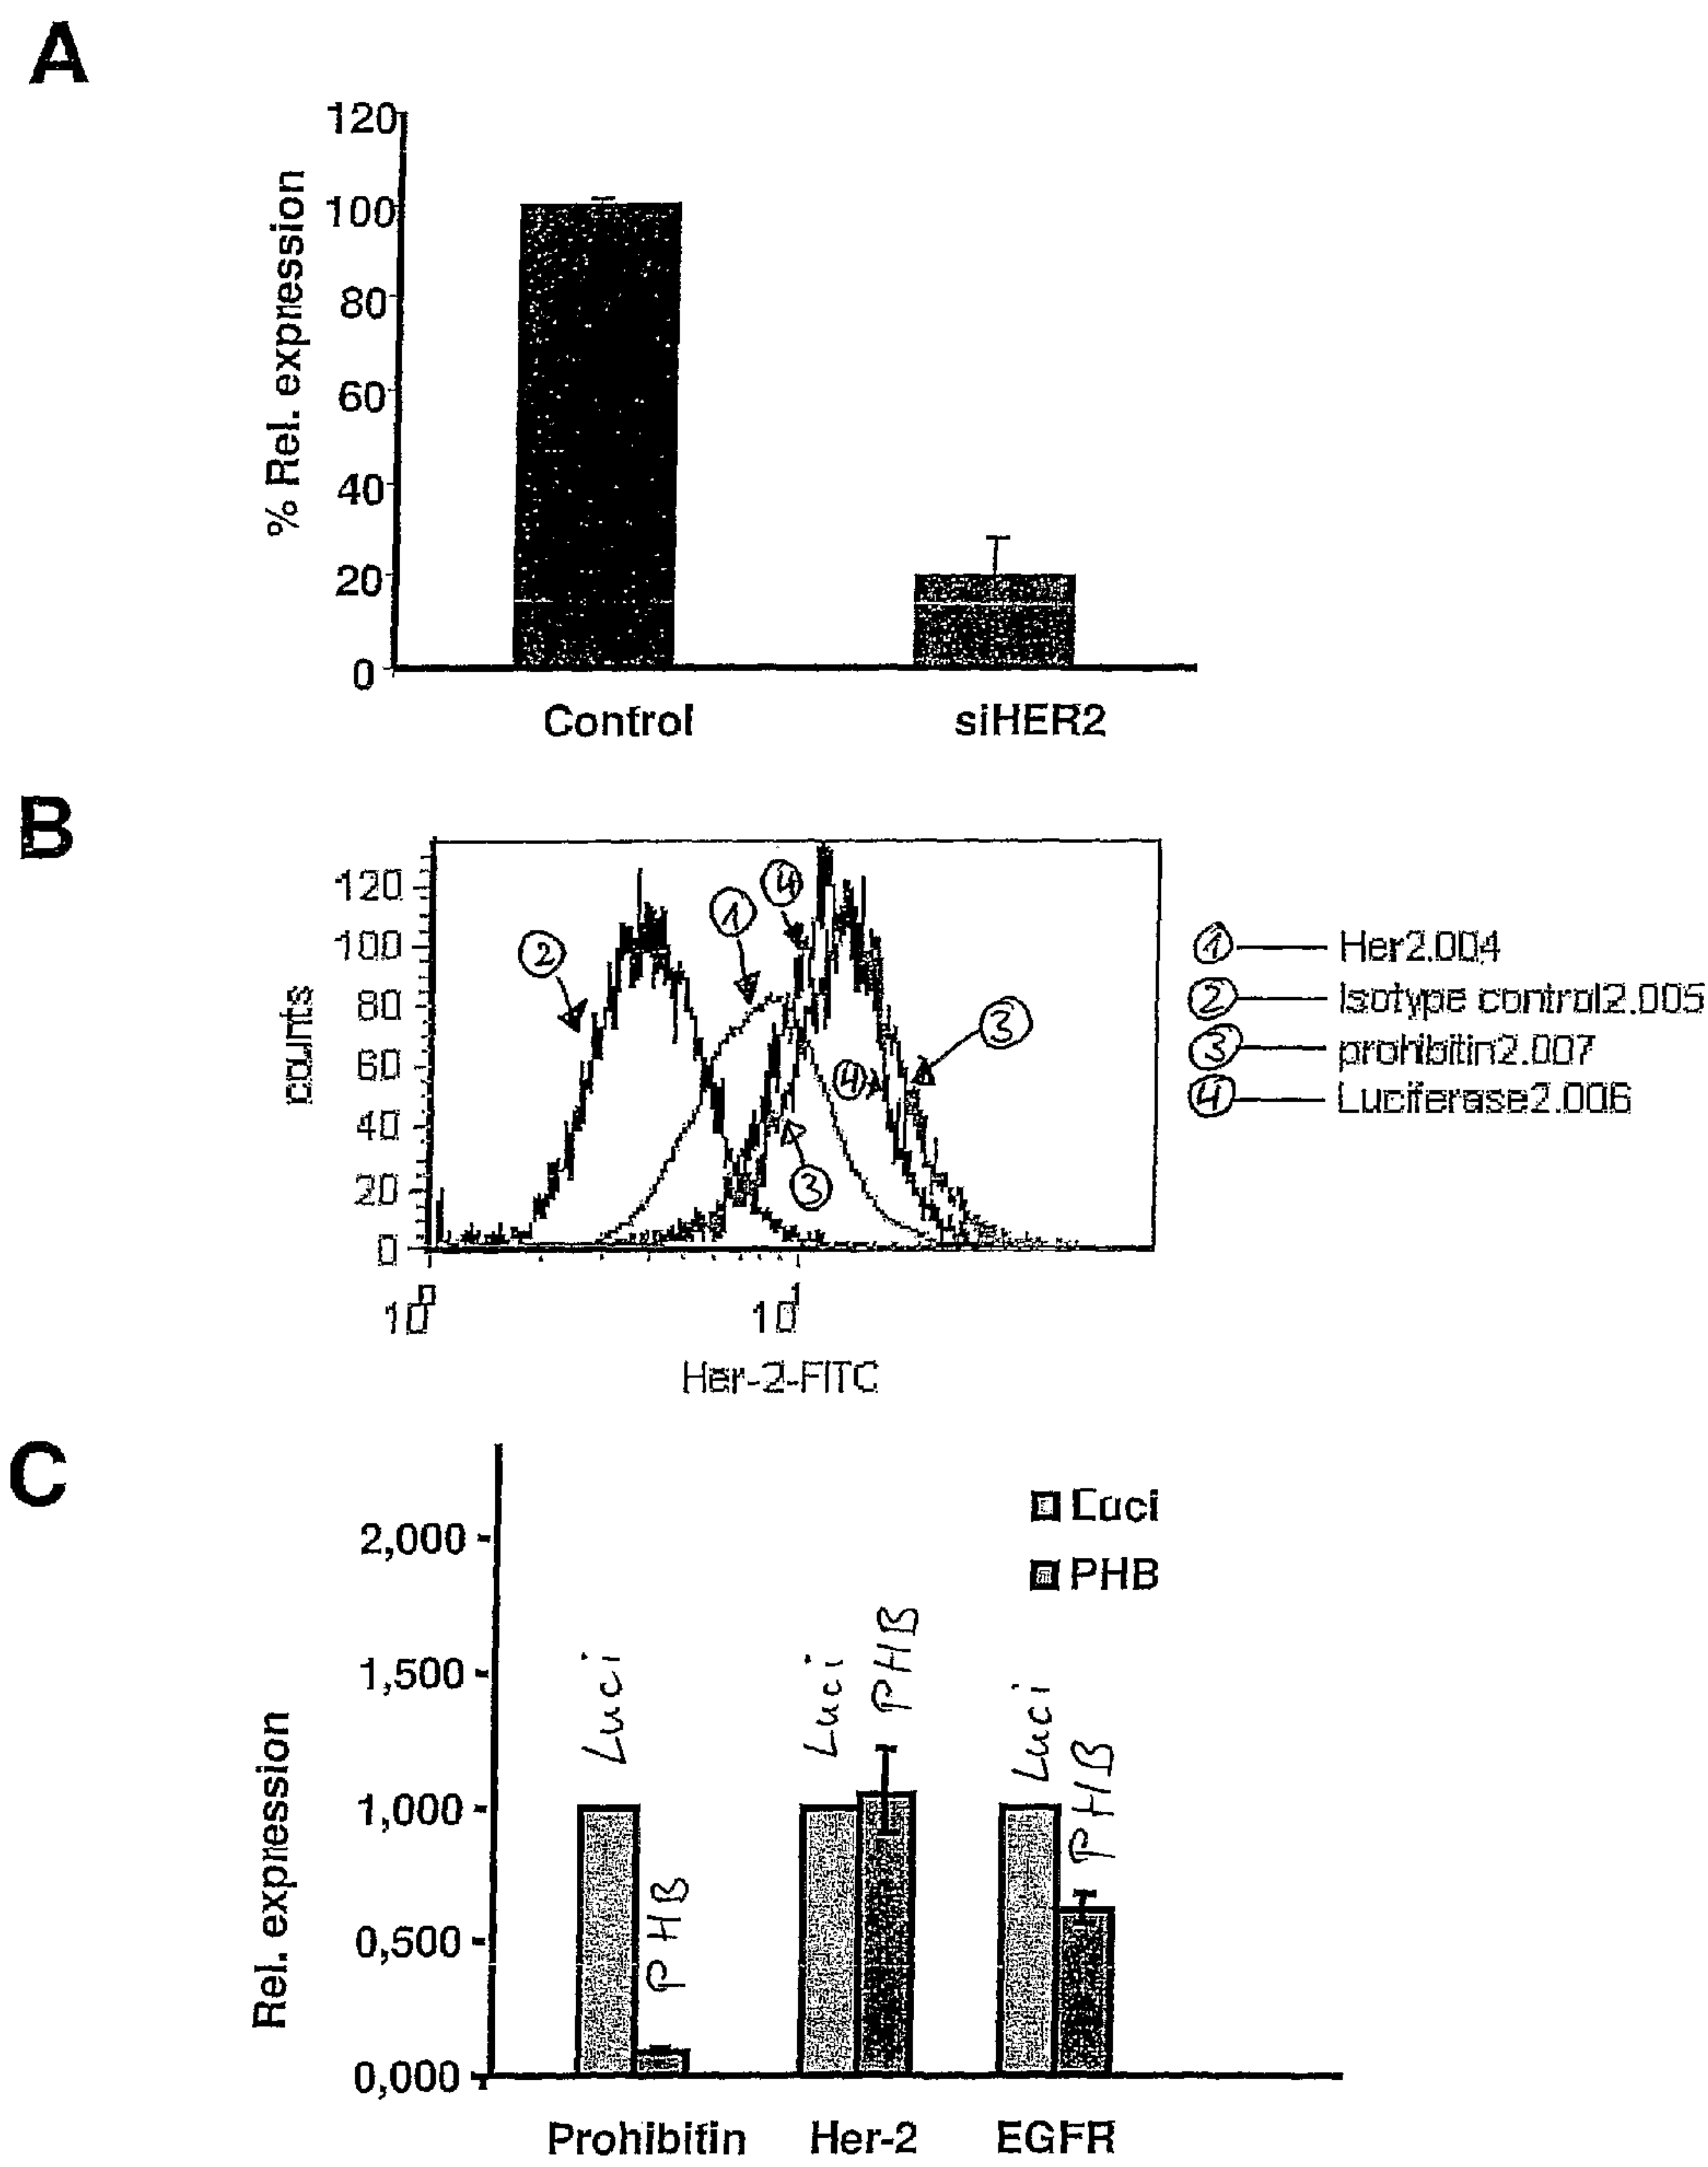 A
120
100
80
60
40
20
0
% Rel. expression
Control
siHER2
B
120
100
80
60
40
20
0
counts
2
1
4
3
4
3
10^0
10^1
Her-2-FITC
1 Her2.004
2 Isotype control2.005
3 prohibitin2.007
4 Luciferase2.006
C
2,000
1,500
1,000
0,500
0,000
Rel. expression
Luci
PHB
Luci
PHB
Luci
PHB
Luci
PHB
Prohibitin
Her-2
EGFR